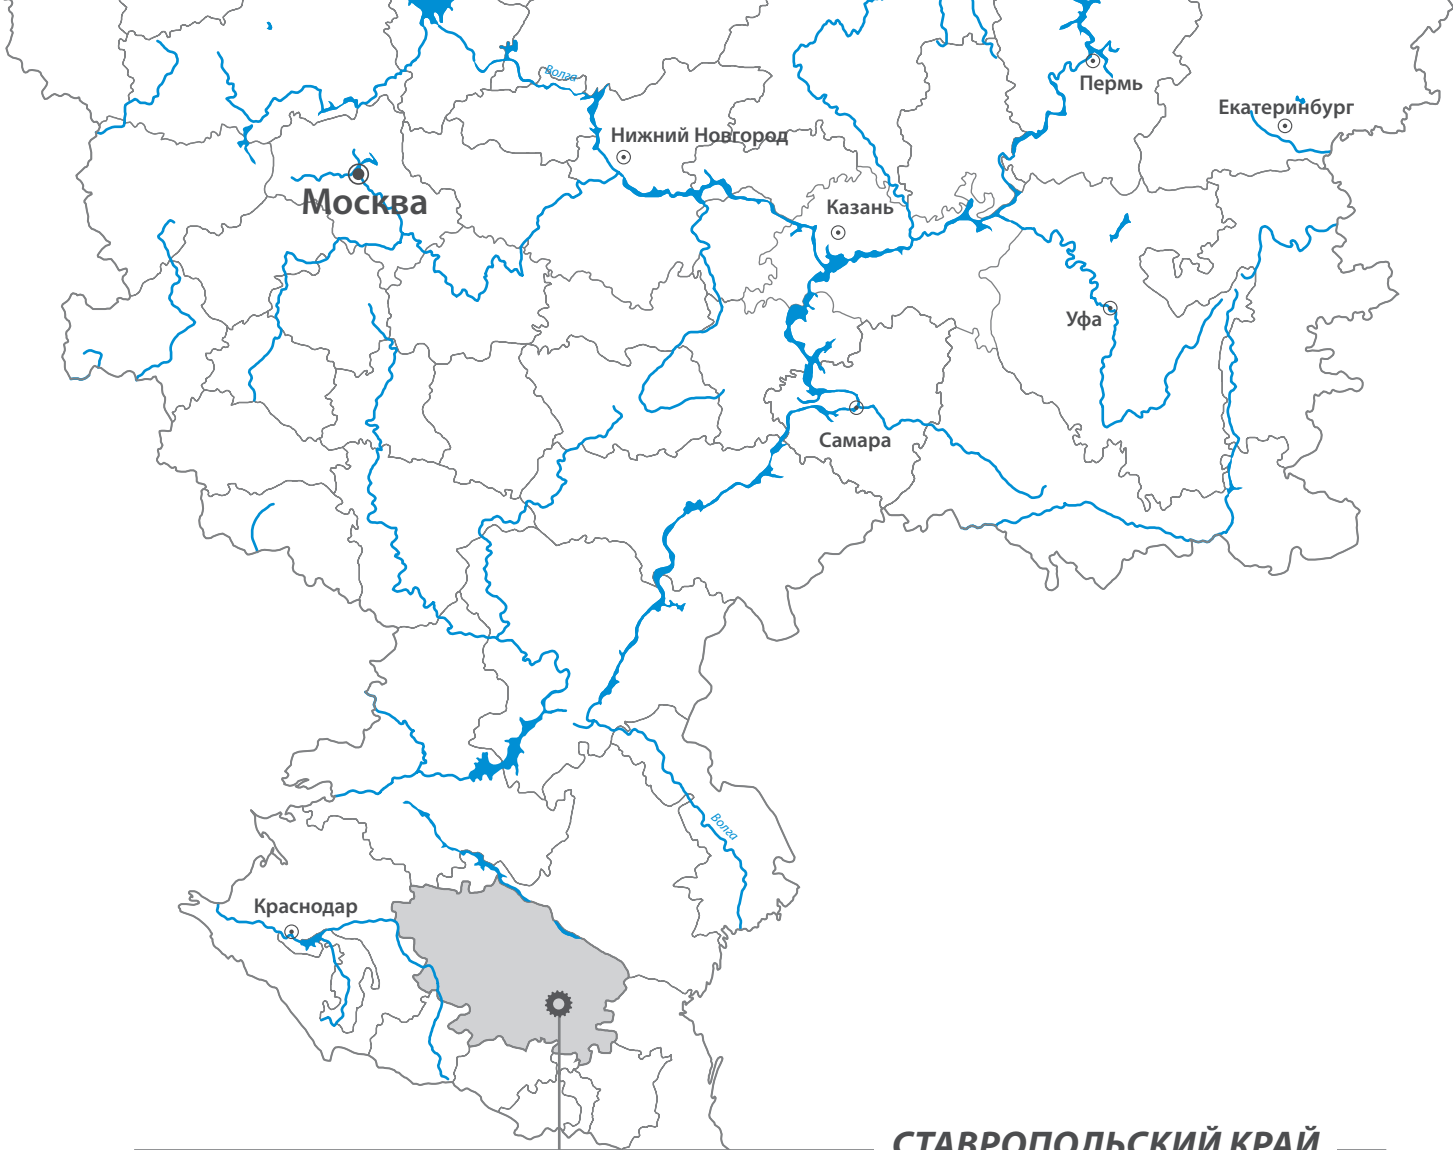 Волга
Пермь
Екатеринбург
Нижний Новгород
Москва
Казань
Уфа
Самара
Волга
Краснодар
СТАВРОПОЛЬСКИЙ КРАЙ